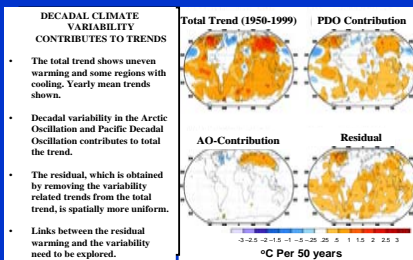 DECADAL CLIMATE
VARIABILITY
CONTRIBUTES TO TRENDS
• The total trend shows uneven
warming and some regions with
cooling. Yearly mean trends
shown.
• Decadal variability in the Arctic
Oscillation and Pacific Decadal
Oscillation contributes to total
the trend.
• The residual, which is obtained
by removing the variability
related trends from the total
trend, is spatially more uniform.
• Links between the residual
warming and the variability
need to be explored.
Total Trend (1950-1999)
PDO Contribution
AO-Contribution
Residual
-3 -2.5 -2 -1.5 -1 -.5 -.25 .25 .5 1 1.5 2 2.5 3
°C Per 50 years